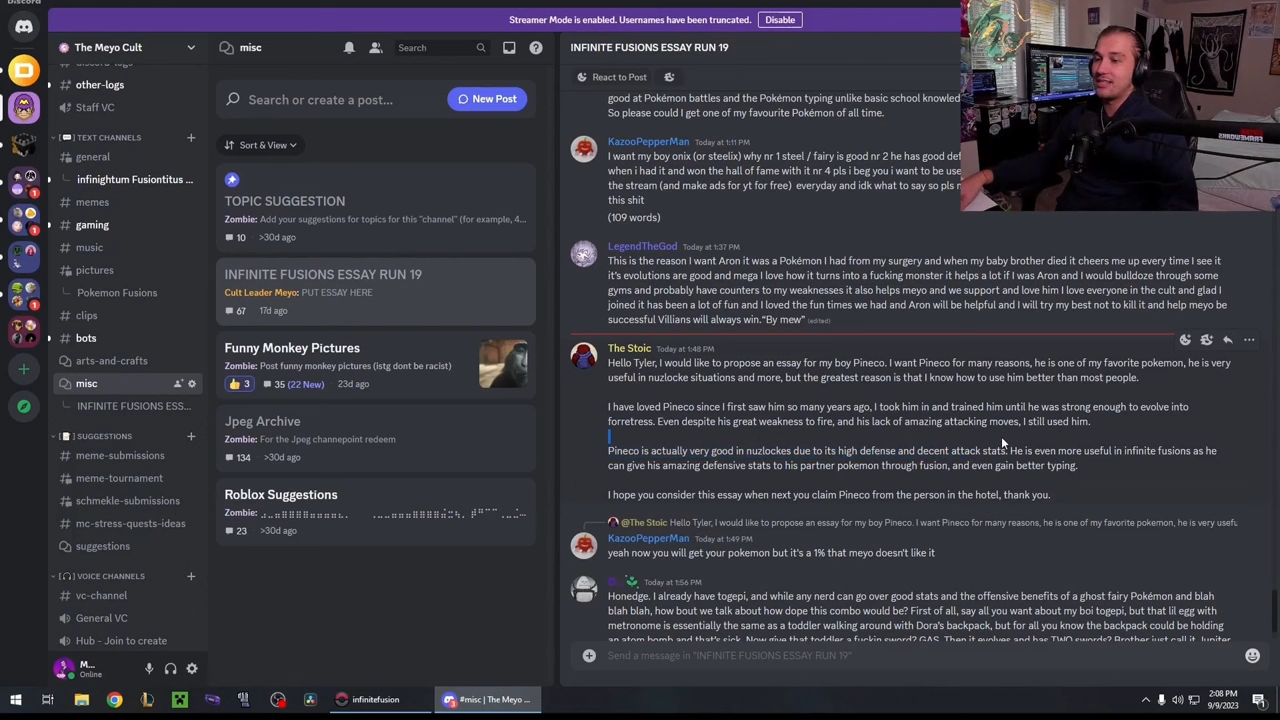 Discord
Streamer Mode is enabled. Usernames have been truncated.
Disable
The Meyo Cult
other-logs
Staff VC
TEXT CHANNELS
general
infinightum Fusiontitus ...
memes
gaming
music
pictures
Pokemon Fusions
clips
bots
arts-and-crafts
misc
INFINITE FUSIONS ESS...
SUGGESTIONS
meme-submissions
meme-tournament
schmekle-submissions
mc-stress-quests-ideas
suggestions
VOICE CHANNELS
vc-channel
General VC
Hub - Join to create
M...
Online
misc
Search
Search or create a post...
New Post
Sort & View
TOPIC SUGGESTION
Zombie: Add your suggestions for topics for this "channel" (for example, 4...
10 >30d ago
INFINITE FUSIONS ESSAY RUN 19
Cult Leader Meyo: PUT ESSAY HERE
67 17d ago
Funny Monkey Pictures
Zombie: Post funny monkey pictures (istg dont be racist)
3 35 (22 New) 23d ago
Jpeg Archive
Zombie: For the Jpeg channelpoint redeem
134 >30d ago
Roblox Suggestions
Zombie:
23 >30d ago
INFINITE FUSIONS ESSAY RUN 19
React to Post
good at Pokémon battles and the Pokémon typing unlike basic school knowled
So please could I get one of my favourite Pokémon of all time.
KazooPepperMan Today at 1:11 PM
I want my boy onix (or steelix) why nr 1 steel / fairy is good nr 2 he has good def
when i had it and won the hall of fame with it nr 4 pls i beg you i want to be use
the stream (and make ads for yt for free) everyday and idk what to say so pls m
this shit
(109 words)
LegendTheGod Today at 1:37 PM
This is the reason I want Aron it was a Pokémon I had from my surgery and when my baby brother died it cheers me up every time I see it
it's evolutions are good and mega I love how it turns into a fucking monster it helps a lot if I was Aron and I would bulldoze through some
gyms and probably have counters to my weaknesses it also helps meyo and we support and love him I love everyone in the cult and glad I
joined it has been a lot of fun and I loved the fun times we had and Aron will be helpful and I will try my best not to kill it and help meyo be
successful Villians will always win."By mew" (edited)
The Stoic Today at 1:48 PM
Hello Tyler, I would like to propose an essay for my boy Pineco. I want Pineco for many reasons, he is one of my favorite pokemon, he is very
useful in nuzlocke situations and more, but the greatest reason is that I know how to use him better than most people.
I have loved Pineco since I first saw him so many years ago, I took him in and trained him until he was strong enough to evolve into
forretress. Even despite his great weakness to fire, and his lack of amazing attacking moves, I still used him.
Pineco is actually very good in nuzlockes due to its high defense and decent attack stats. He is even more useful in infinite fusions as he
can give his amazing defensive stats to his partner pokemon through fusion, and even gain better typing.
I hope you consider this essay when next you claim Pineco from the person in the hotel, thank you.
@The Stoic Hello Tyler, I would like to propose an essay for my boy Pineco. I want Pineco for many reasons, he is one of my favorite pokemon, he is very useful
KazooPepperMan Today at 1:49 PM
yeah now you will get your pokemon but it's a 1% that meyo doesn't like it
Today at 1:56 PM
Honedge. I already have togepi, and while any nerd can go over good stats and the offensive benefits of a ghost fairy Pokémon and blah
blah blah, how bout we talk about how dope this combo would be? First of all, say all you want about my boi togepi, but that lil egg with
metronome is essentially the same as a toddler walking around with Dora's backpack, but for all you know the backpack could be holding
an atom bomb and that's sick. Now give that toddler a fuckin sword? GAS. Then it evolves and has TWO swords? Brother just call it Jupiter
Send a message in "INFINITE FUSIONS ESSAY RUN 19"
infinitefusion
#misc | The Meyo ...
2:08 PM
9/9/2023